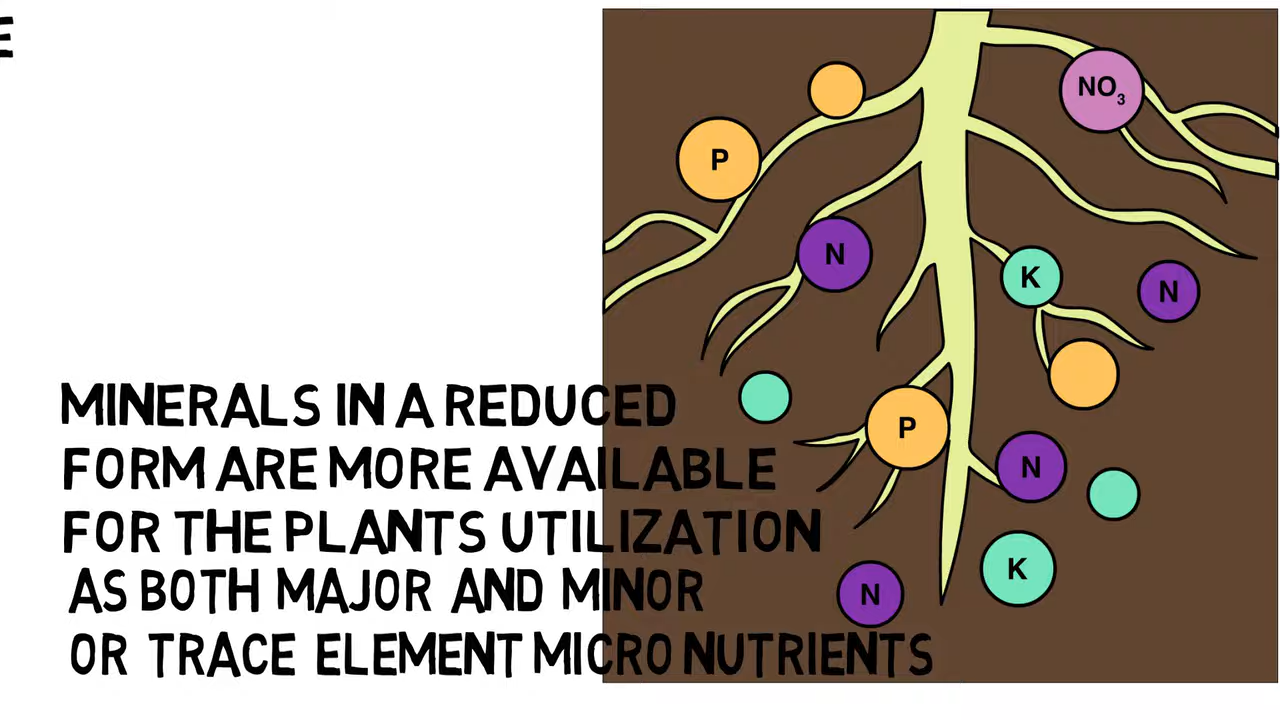 E
NO₃
P
N
K
N
P
N
K
N
MINERALS IN A REDUCED
FORM ARE MORE AVAILABLE
FOR THE PLANTS UTILIZATION
AS BOTH MAJOR AND MINOR
OR TRACE ELEMENT MICRO NUTRIENTS